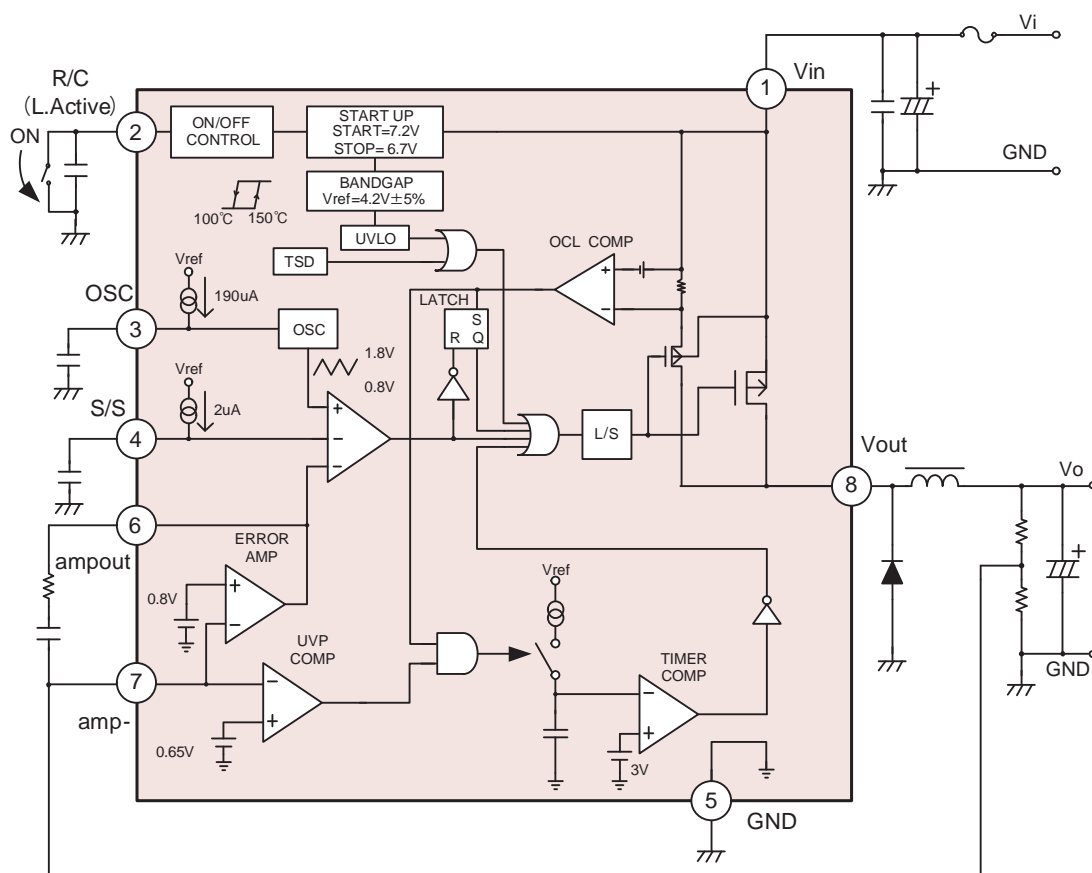 Vi
Vin
1
R/C
(L.Active)
ON
2
ON/OFF
CONTROL
START UP
START=7.2V
STOP= 6.7V
GND
BANDGAP
Vref=4.2V±5%
100℃ 150℃
UVLO
TSD
OCL COMP
Vref
190uA
OSC
3
OSC
LATCH
S
R Q
1.8V
0.8V
Vref
2uA
S/S
4
L/S
Vout
8
Vo
6
ampout
ERROR
AMP
0.8V
Vref
UVP
COMP
TIMER
COMP
GND
7
amp-
0.65V
3V
5
GND
+
+
+
−
+
−
−
+
−
−
+
−
+